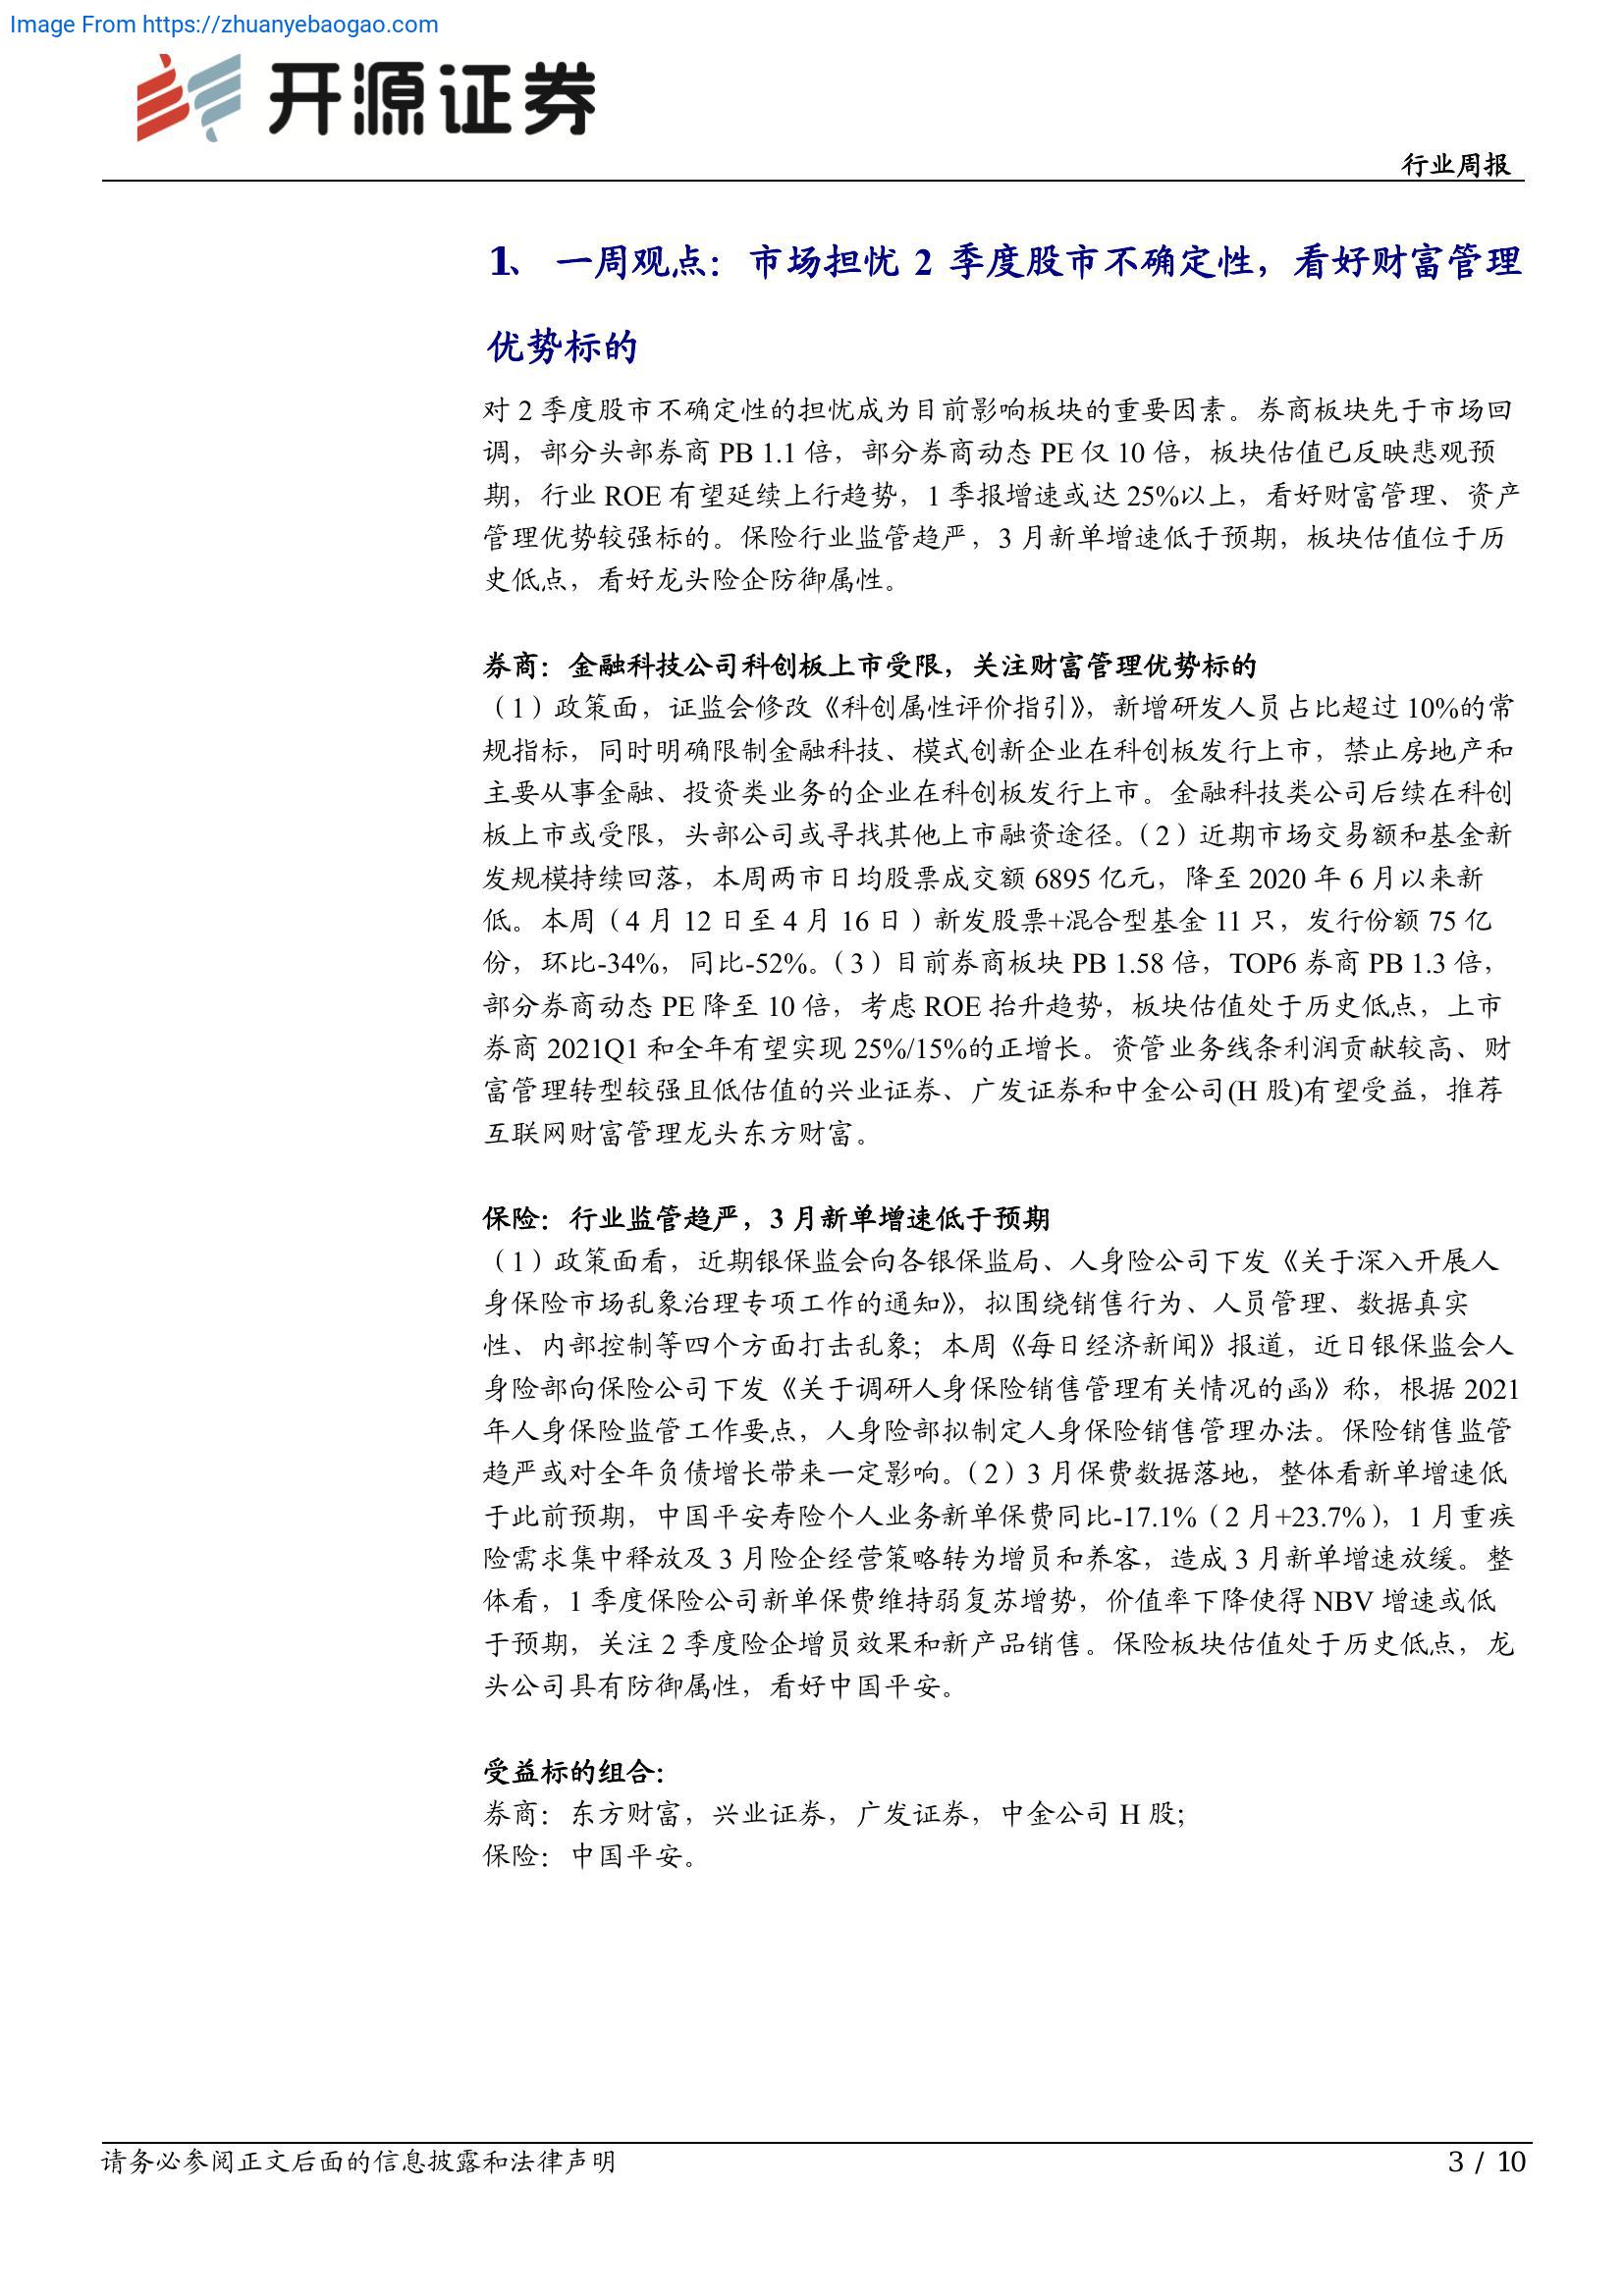 Image From https://zhuanyebaogao.com
开源证券
行业周报
1、 一周观点：市场担忧 2 季度股市不确定性，看好财富管理
优势标的
对 2 季度股市不确定性的担忧成为目前影响板块的重要因素。券商板块先于市场回
调，部分头部券商 PB 1.1 倍，部分券商动态 PE 仅 10 倍，板块估值已反映悲观预
期，行业 ROE 有望延续上行趋势，1 季报增速或达 25%以上，看好财富管理、资产
管理优势较强标的。保险行业监管趋严，3 月新单增速低于预期，板块估值位于历
史低点，看好龙头险企防御属性。
券商：金融科技公司科创板上市受限，关注财富管理优势标的
（1）政策面，证监会修改《科创属性评价指引》，新增研发人员占比超过 10%的常
规指标，同时明确限制金融科技、模式创新企业在科创板发行上市，禁止房地产和
主要从事金融、投资类业务的企业在科创板发行上市。金融科技类公司后续在科创
板上市或受限，头部公司或寻找其他上市融资途径。（2）近期市场交易额和基金新
发规模持续回落，本周两市日均股票成交额 6895 亿元，降至 2020 年 6 月以来新
低。本周（4 月 12 日至 4 月 16 日）新发股票+混合型基金 11 只，发行份额 75 亿
份，环比-34%，同比-52%。（3）目前券商板块 PB 1.58 倍，TOP6 券商 PB 1.3 倍，
部分券商动态 PE 降至 10 倍，考虑 ROE 抬升趋势，板块估值处于历史低点，上市
券商 2021Q1 和全年有望实现 25%/15%的正增长。资管业务线条利润贡献较高、财
富管理转型较强且低估值的兴业证券、广发证券和中金公司(H 股)有望受益，推荐
互联网财富管理龙头东方财富。
保险：行业监管趋严，3 月新单增速低于预期
（1）政策面看，近期银保监会向各银保监局、人身险公司下发《关于深入开展人
身保险市场乱象治理专项工作的通知》，拟围绕销售行为、人员管理、数据真实
性、内部控制等四个方面打击乱象；本周《每日经济新闻》报道，近日银保监会人
身险部向保险公司下发《关于调研人身保险销售管理有关情况的函》称，根据 2021
年人身保险监管工作要点，人身险部拟制定人身保险销售管理办法。保险销售监管
趋严或对全年负债增长带来一定影响。（2）3 月保费数据落地，整体看新单增速低
于此前预期，中国平安寿险个人业务新单保费同比-17.1%（2 月+23.7%），1 月重疾
险需求集中释放及 3 月险企经营策略转为增员和养客，造成 3 月新单增速放缓。整
体看，1 季度保险公司新单保费维持弱复苏增势，价值率下降使得 NBV 增速或低
于预期，关注 2 季度险企增员效果和新产品销售。保险板块估值处于历史低点，龙
头公司具有防御属性，看好中国平安。
受益标的组合：
券商：东方财富，兴业证券，广发证券，中金公司 H 股；
保险：中国平安。
请务必参阅正文后面的信息披露和法律声明
3 / 10